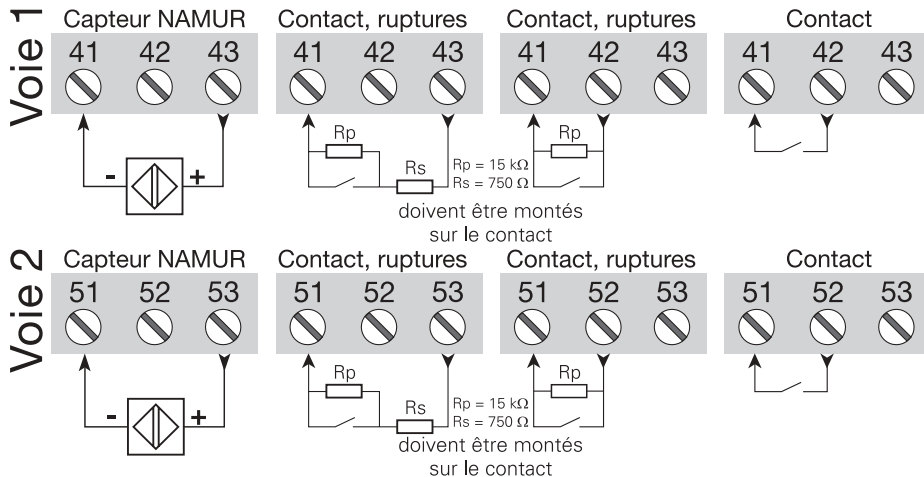 Voie 1
Capteur NAMUR
41 42 43
- +
Contact, ruptures
41 42 43
Rp
Rs
Rp = 15 kΩ
Rs = 750 Ω
doivent être montés
sur le contact
Contact, ruptures
41 42 43
Rp
Contact
41 42 43
Voie 2
Capteur NAMUR
51 52 53
- +
Contact, ruptures
51 52 53
Rp
Rs
Rp = 15 kΩ
Rs = 750 Ω
doivent être montés
sur le contact
Contact, ruptures
51 52 53
Rp
Contact
51 52 53